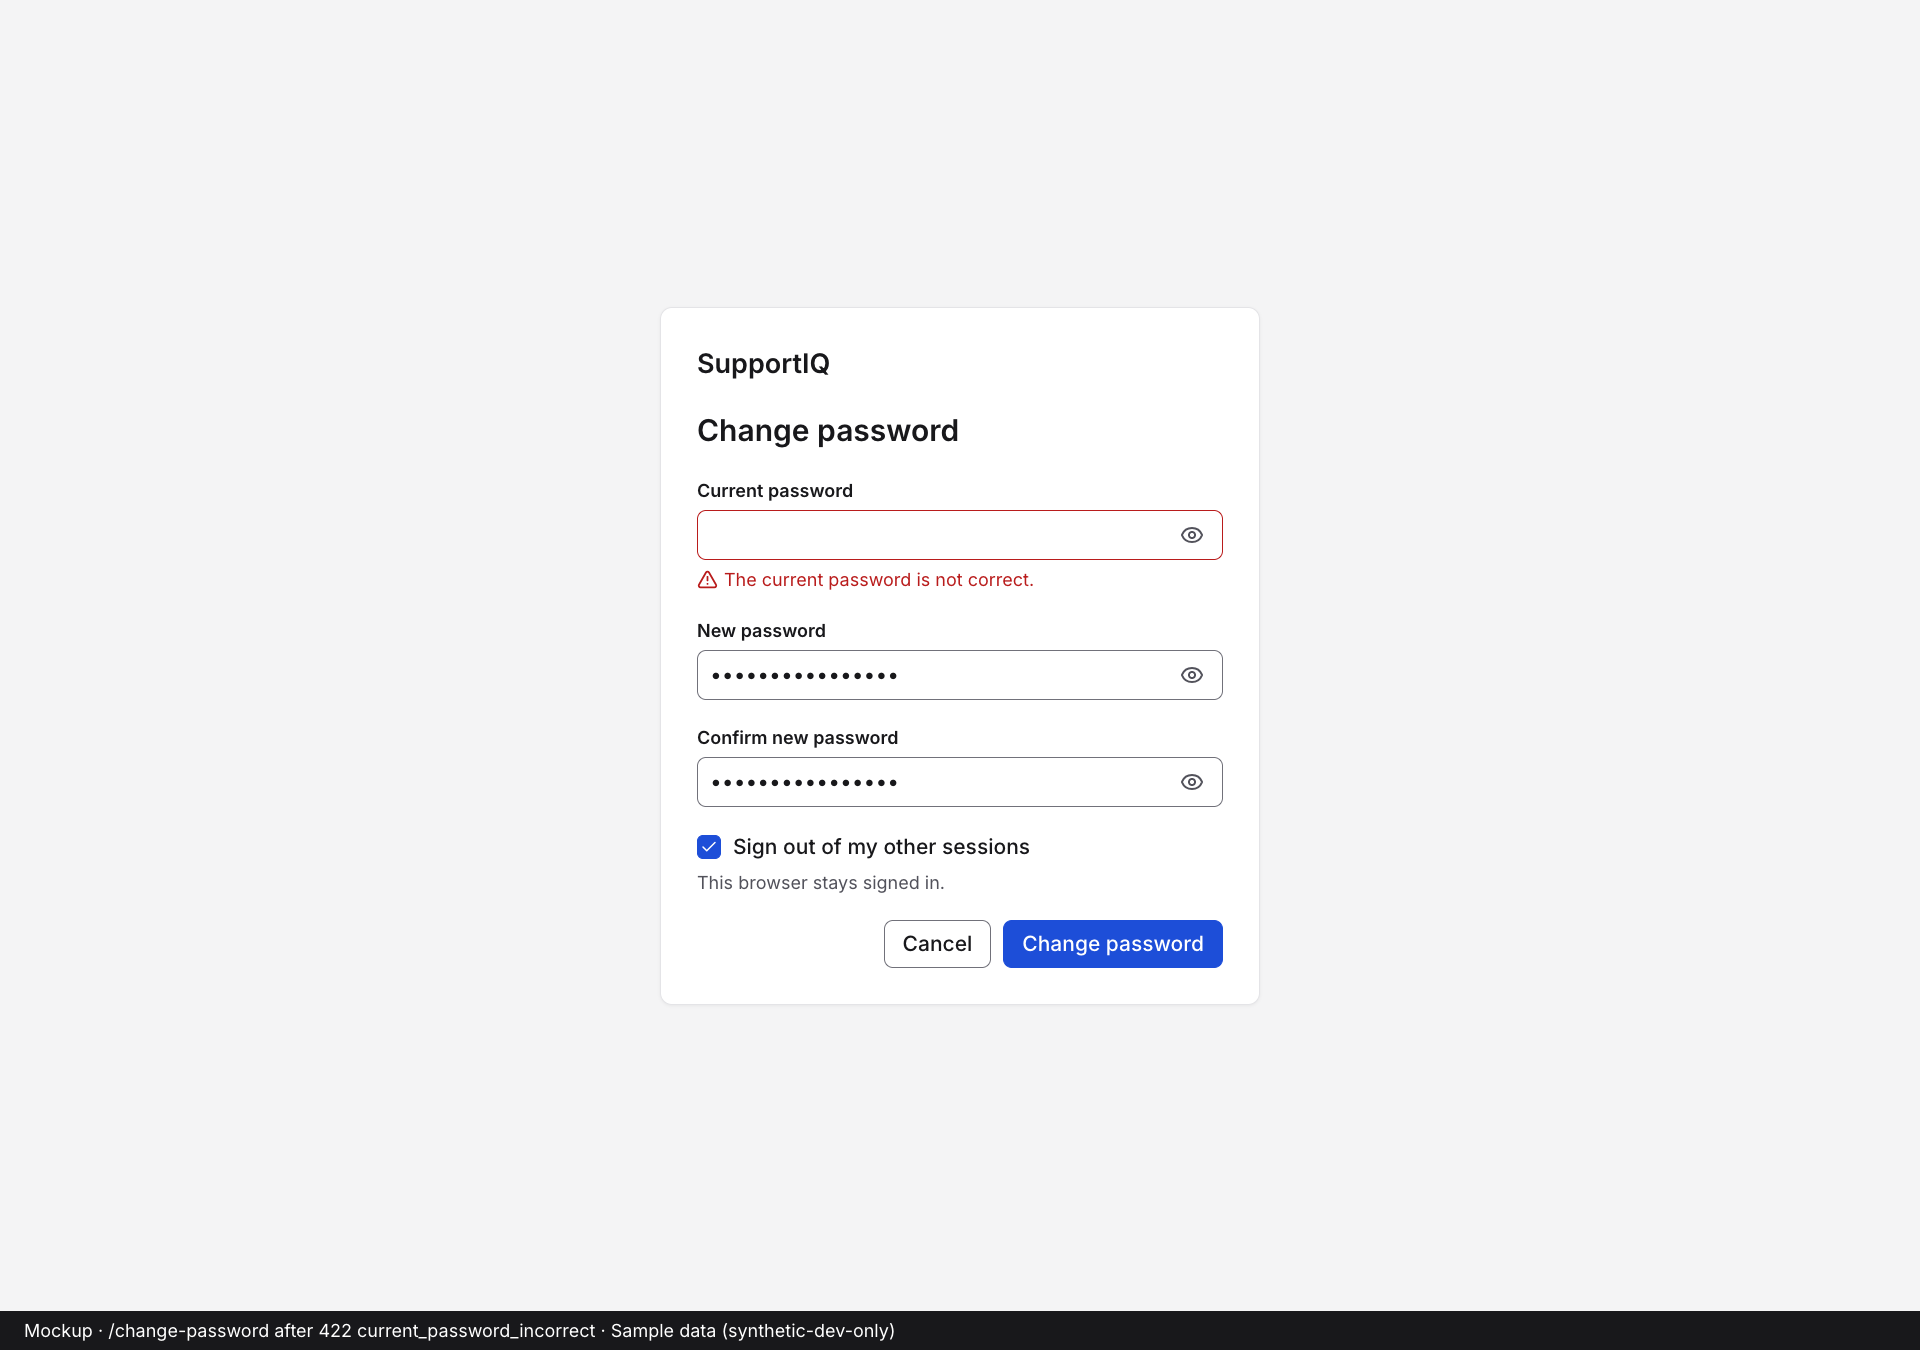 SupportIQ
Change password
Current password
The current password is not correct.
New password
••••••••••••••••
Confirm new password
••••••••••••••••
Sign out of my other sessions
This browser stays signed in.
Cancel Change password
Mockup · /change-password after 422 current_password_incorrect · Sample data (synthetic-dev-only)